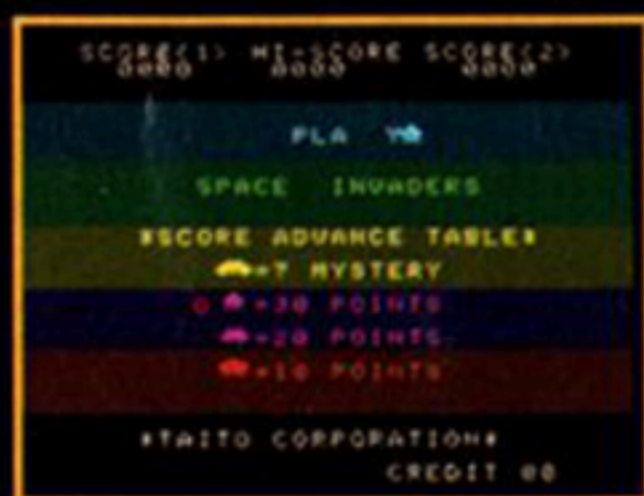 SCORE<1> HI-SCORE SCORE<2>
0000 0000 0000
PLA Y
SPACE INVADERS
*SCORE ADVANCE TABLE*
=? MYSTERY
=30 POINTS
=20 POINTS
=10 POINTS
*TAITO CORPORATION*
CREDIT 00